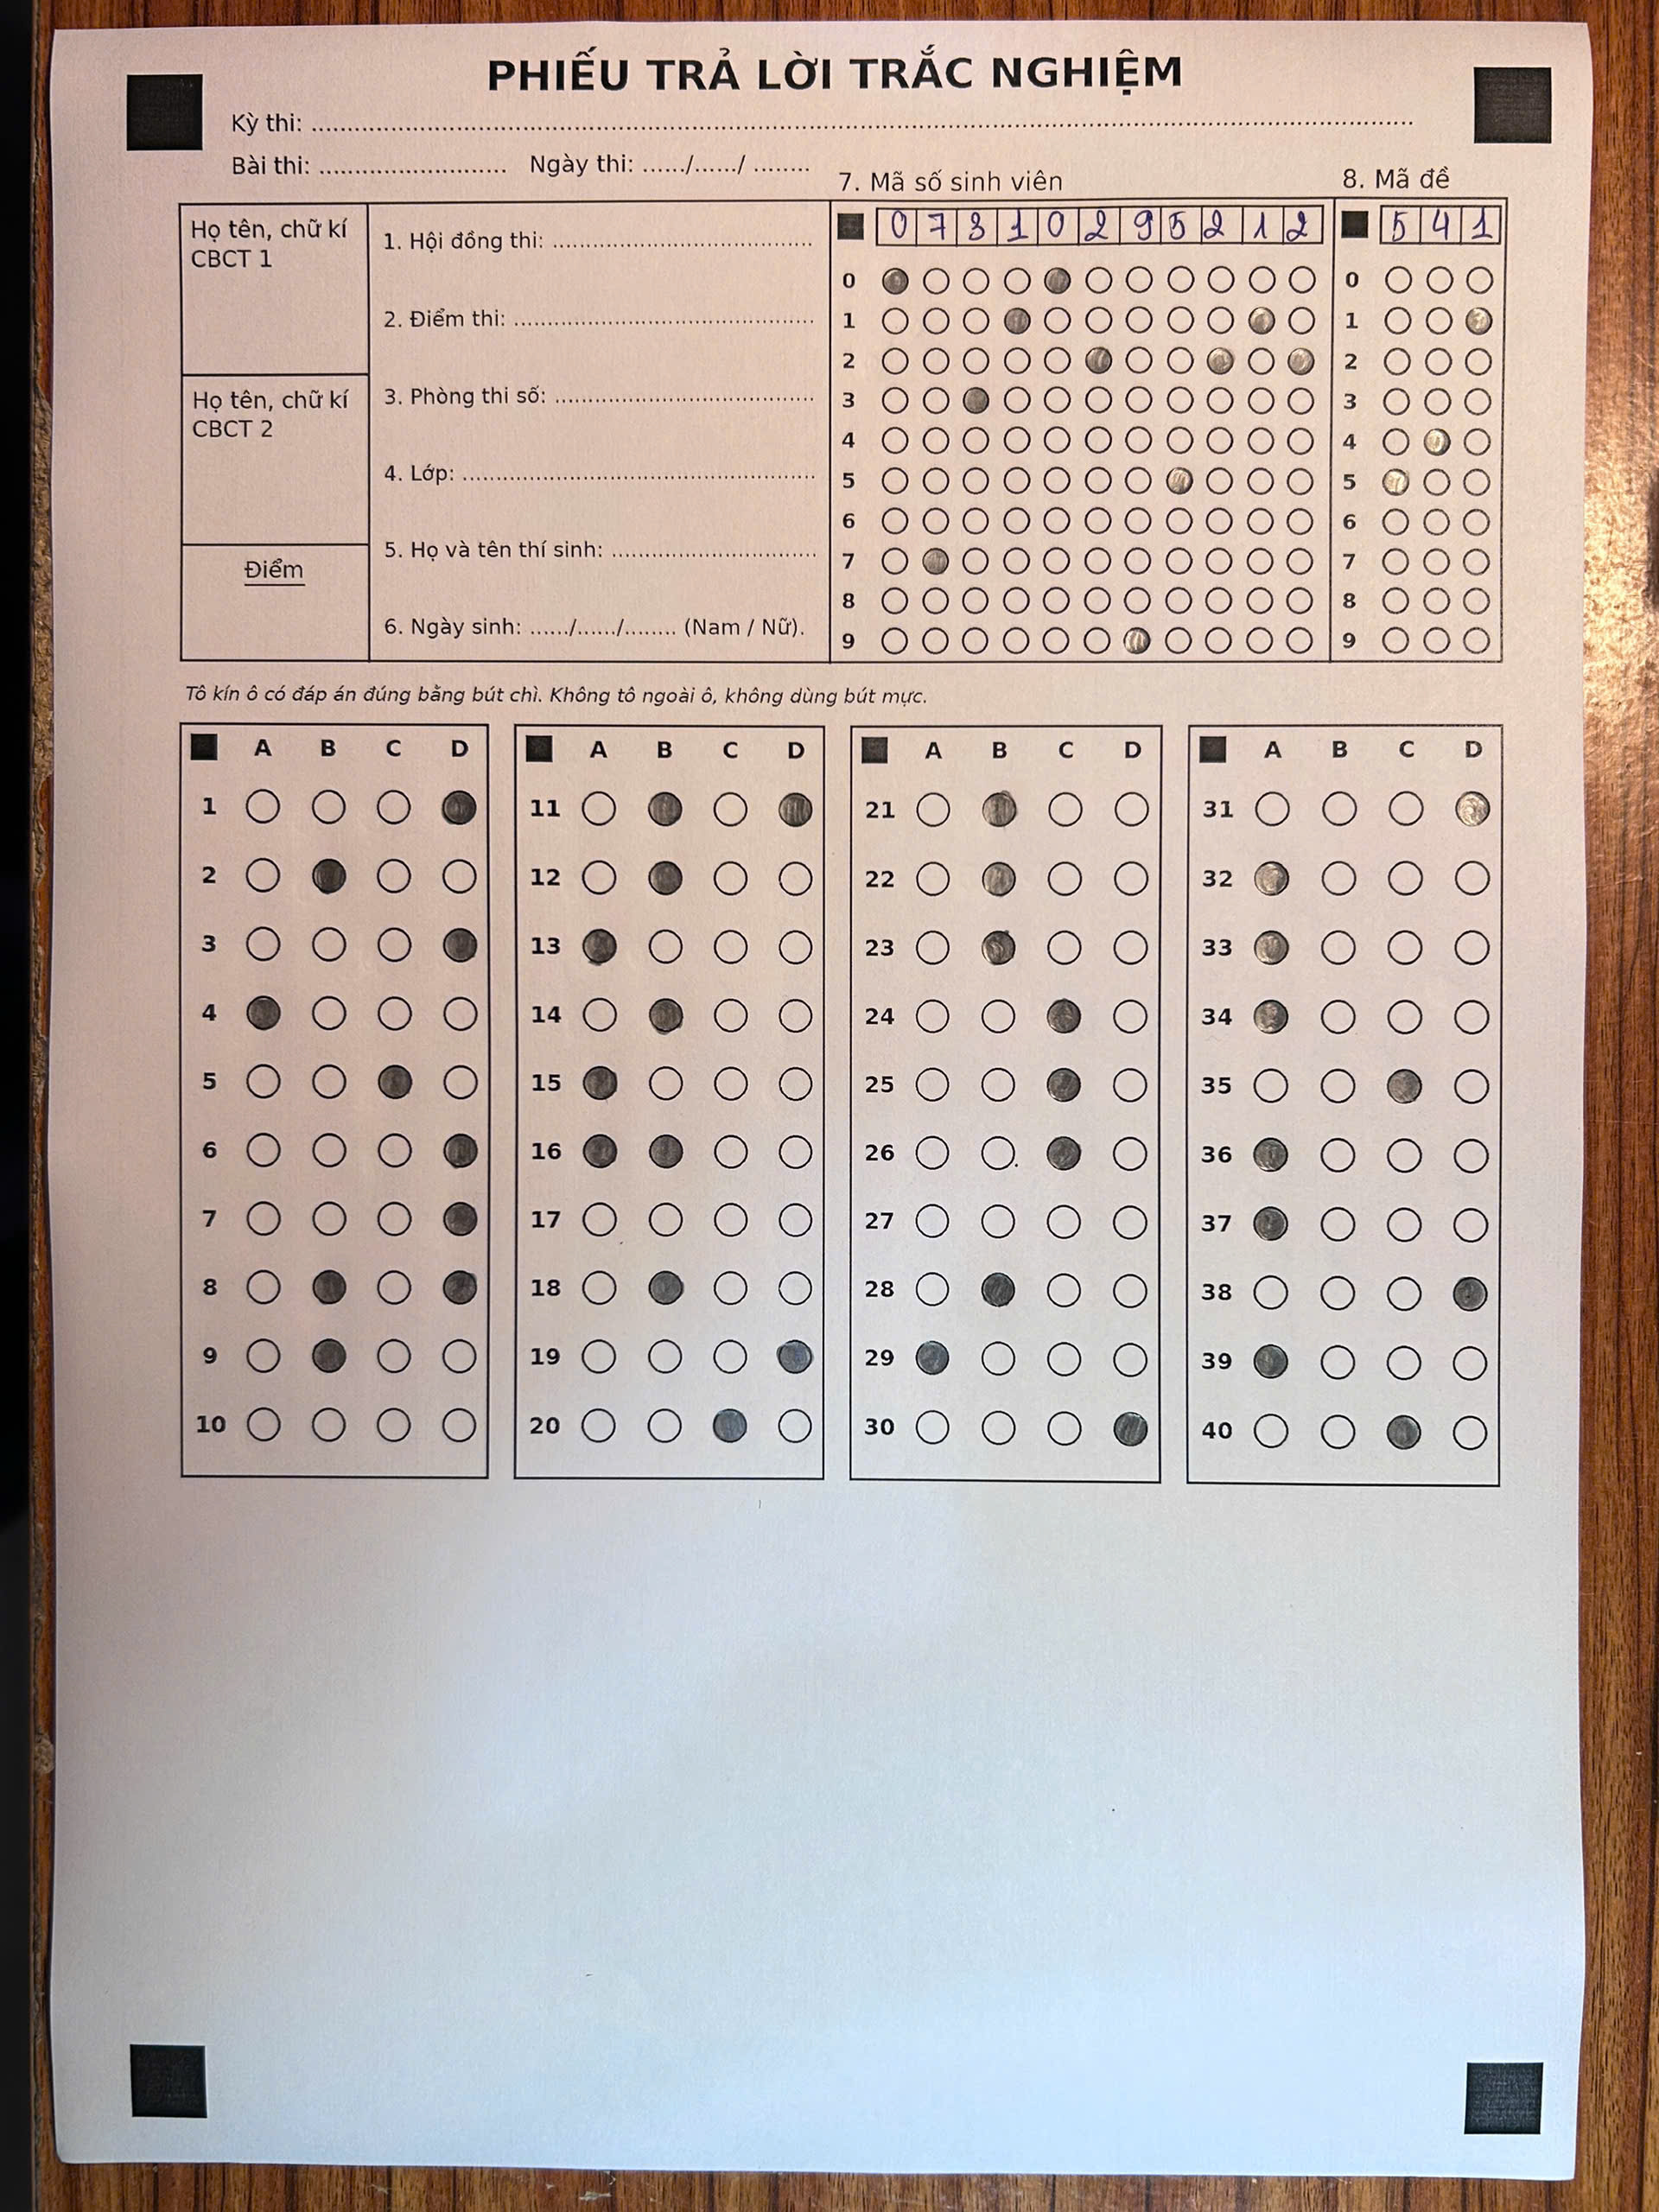 PHIẾU TRẢ LỜI TRẮC NGHIỆM
Kỳ thi: ........................................................................
Bài thi: .......................... Ngày thi: ....../....../ ........
7. Mã số sinh viên
8. Mã đề
Họ tên, chữ kí
CBCT 1
Họ tên, chữ kí
CBCT 2
Điểm
1. Hội đồng thi: ....................................
2. Điểm thi: ..........................................
3. Phòng thi số: ....................................
4. Lớp: .................................................
5. Họ và tên thí sinh: .............................
6. Ngày sinh: ....../....../........ (Nam / Nữ).
0 7 3 1 0 2 9 5 2 1 2
0
1
2
3
4
5
6
7
8
9
5 4 1
0
1
2
3
4
5
6
7
8
9
Tô kín ô có đáp án đúng bằng bút chì. Không tô ngoài ô, không dùng bút mực.
A B C D
1
2
3
4
5
6
7
8
9
10
A B C D
11
12
13
14
15
16
17
18
19
20
A B C D
21
22
23
24
25
26
27
28
29
30
A B C D
31
32
33
34
35
36
37
38
39
40